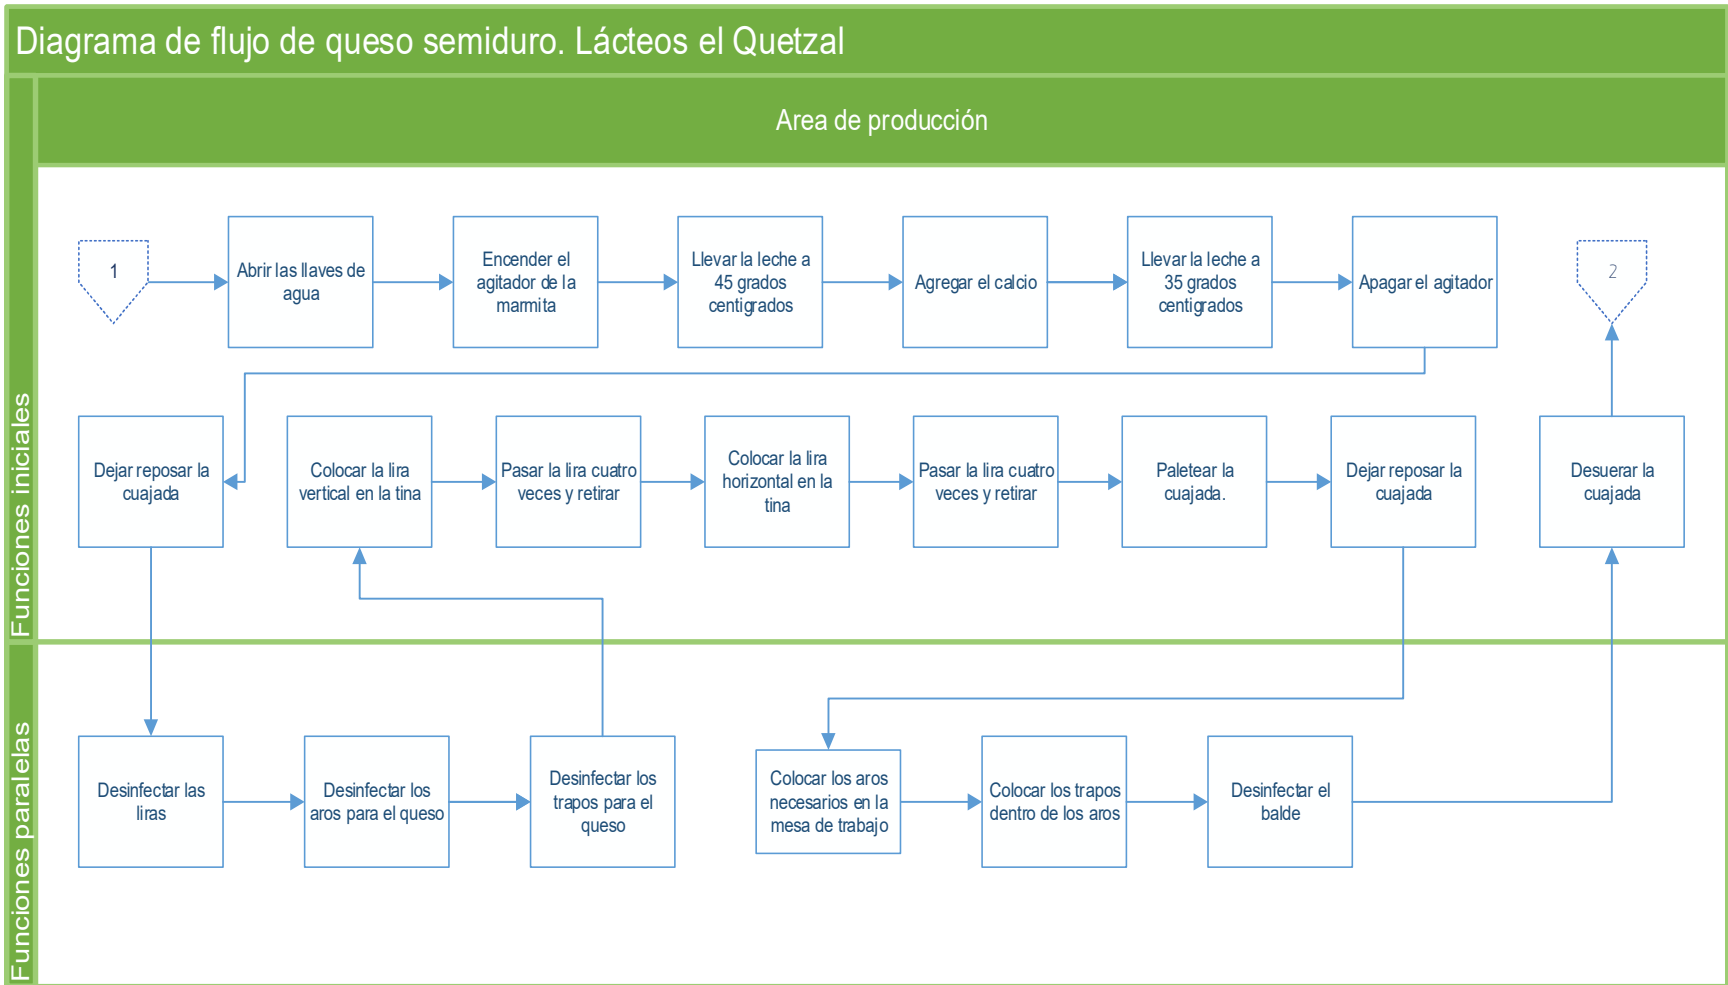 Diagrama de flujo de queso semiduro. Lácteos el Quetzal
Area de producción
Funciones iniciales
1
Abrir las llaves de
agua
Encender el
agitador de la
marmita
Llevar la leche a
45 grados
centigrados
Agregar el calcio
Llevar la leche a
35 grados
centigrados
Apagar el agitador
2
Dejar reposar la
cuajada
Colocar la lira
vertical en la tina
Pasar la lira cuatro
veces y retirar
Colocar la lira
horizontal en la
tina
Pasar la lira cuatro
veces y retirar
Paletear la
cuajada.
Dejar reposar la
cuajada
Desuerar la
cuajada
Funciones paralelas
Desinfectar las
liras
Desinfectar los
aros para el queso
Desinfectar los
trapos para el
queso
Colocar los aros
necesarios en la
mesa de trabajo
Colocar los trapos
dentro de los aros
Desinfectar el
balde